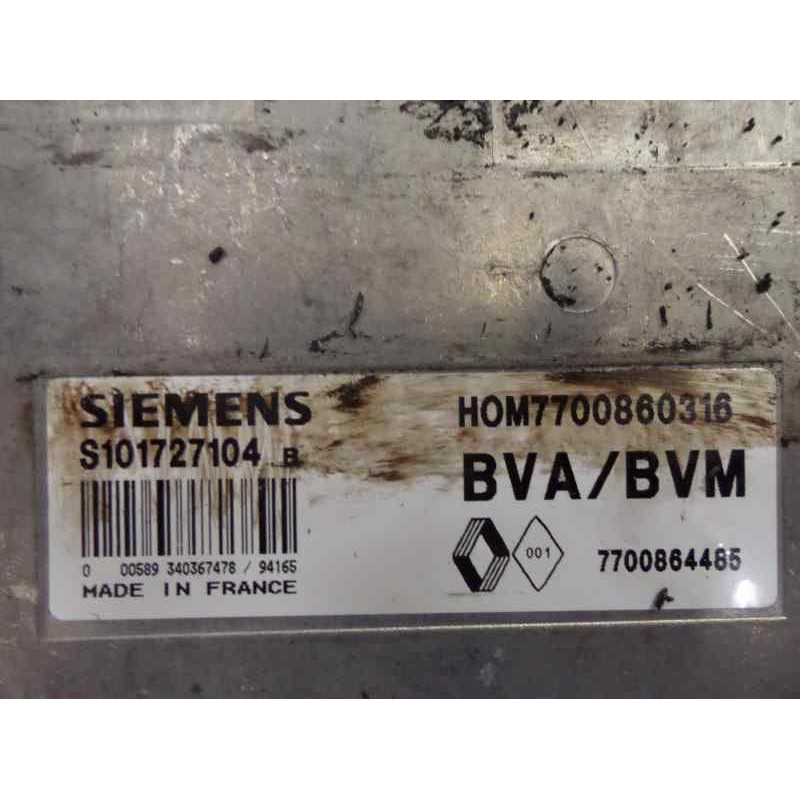 SIEMENS
S101727104 B
0 00589 340367478 / 94165
MADE IN FRANCE
HOM7700860316
BVA/BVM
001
7700864485